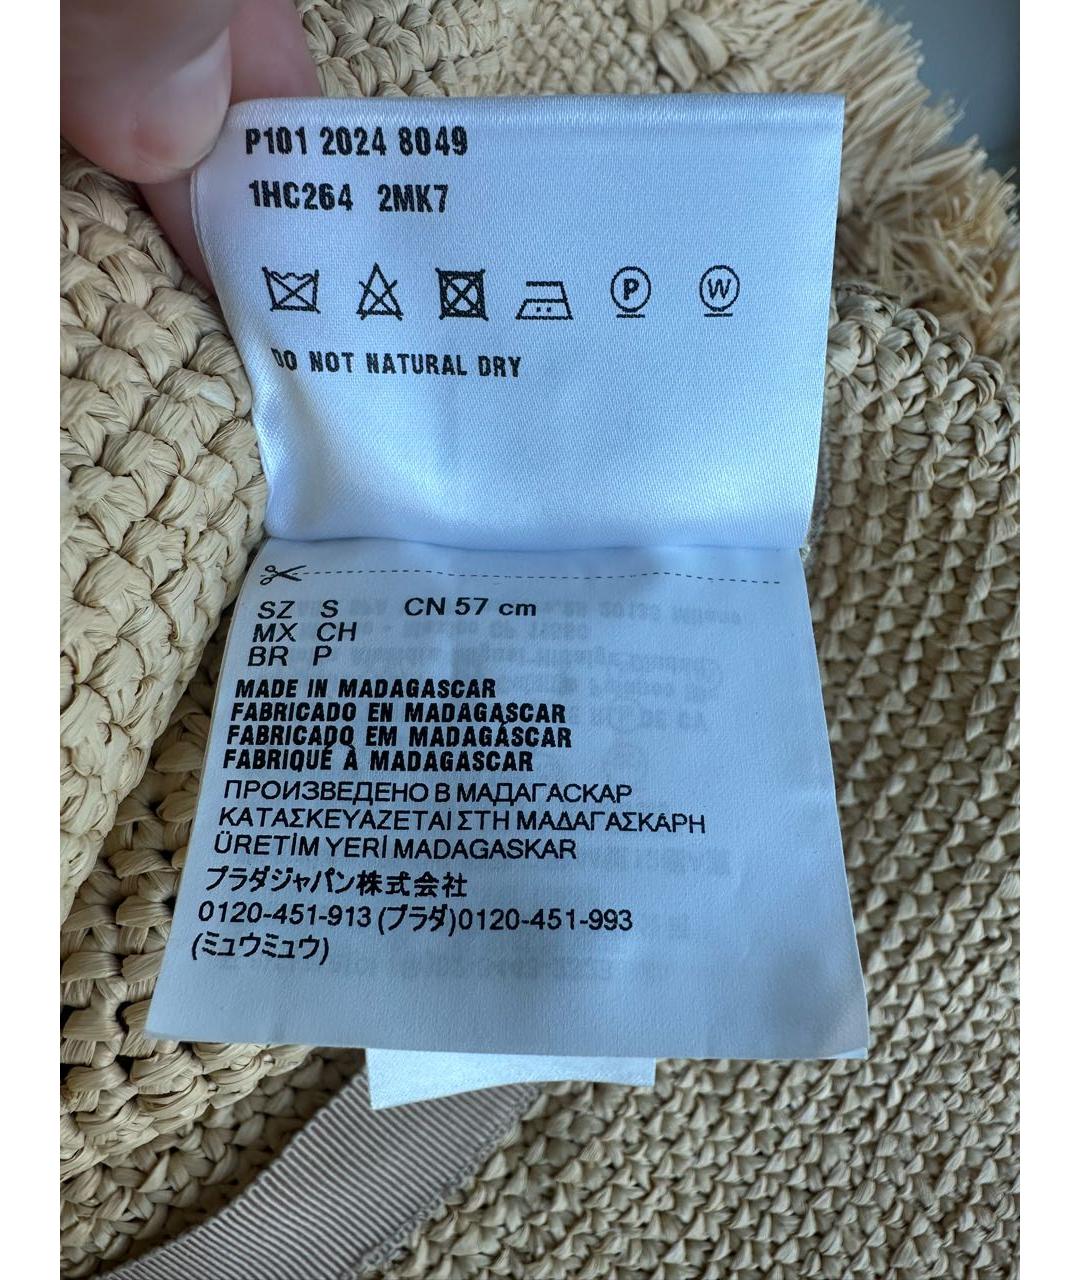 P101 2024 8049
1HC264 2MK7
P W
DO NOT NATURAL DRY
SZ S CN 57 cm
MX CH
BR P
MADE IN MADAGASCAR
FABRICADO EN MADAGASCAR
FABRICADO EM MADAGASCAR
FABRIQUÉ À MADAGASCAR
ПРОИЗВЕДЕНО В МАДАГАСКАР
ΚΑΤΑΣΚΕΥΑΖΕΤΑΙ ΣΤΗ ΜΑΔΑΓΑΣΚΑΡΗ
ÜRETİM YERİ MADAGASKAR
プラダジャパン株式会社
0120-451-913 (プラダ)0120-451-993
(ミュウミュウ)